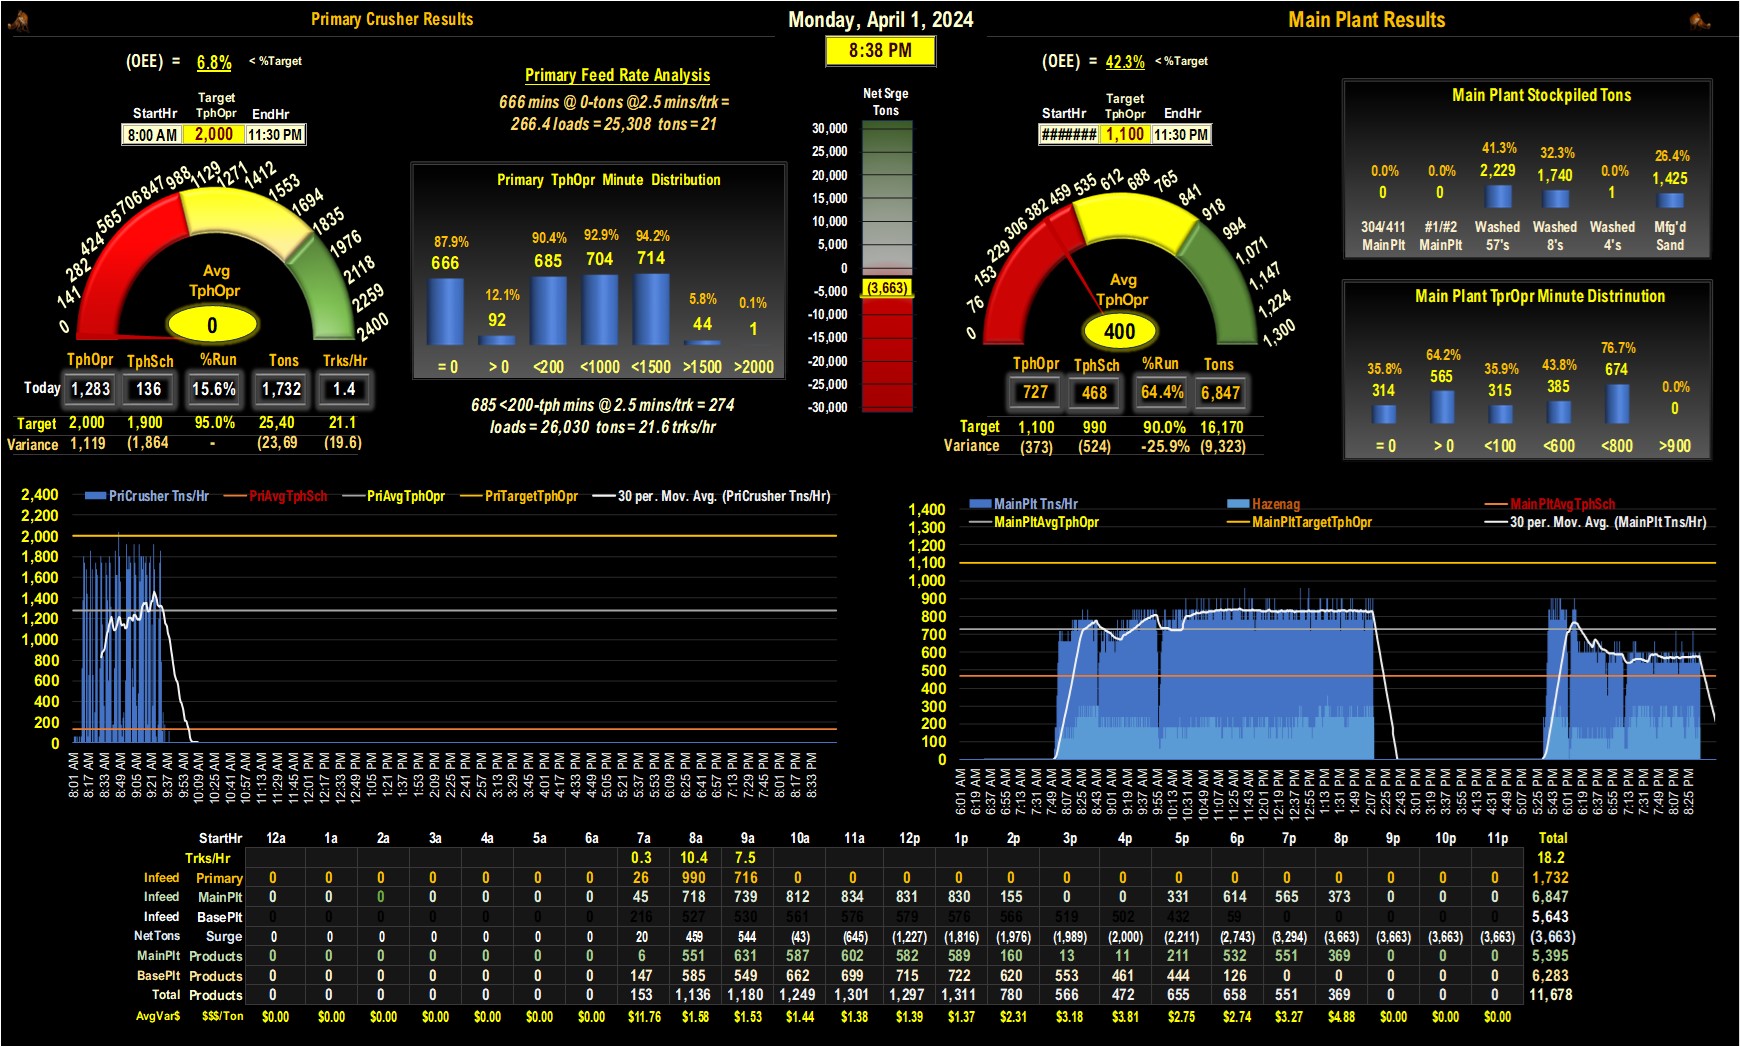 Primary Crusher Results
Monday, April 1, 2024
Main Plant Results
8:38 PM
(OEE) = 6.8% < %Target
StartHr Target TphOpr EndHr
8:00 AM 2,000 11:30 PM
0 141 282 424 565 706 847 988 1129 1271 1412 1553 1694 1835 1976 2118 2259 2400
Avg
TphOpr
0
TphOpr TphSch %Run Tons Trks/Hr
Today 1,283 136 15.6% 1,732 1.4
Target 2,000 1,900 95.0% 25,40 21.1
Variance 1,119 (1,864 - (23,69 (19.6)
Primary Feed Rate Analysis
666 mins @ 0-tons @2.5 mins/trk =
266.4 loads = 25,308 tons = 21
Primary TphOpr Minute Distribution
87.9% 12.1% 90.4% 92.9% 94.2% 5.8% 0.1%
666 92 685 704 714 44 1
= 0 > 0 <200 <1000 <1500 >1500 >2000
685 <200-tph mins @ 2.5 mins/trk = 274
loads = 26,030 tons = 21.6 trks/hr
Net Srge
Tons
30,000
25,000
20,000
15,000
10,000
5,000
0
(3,663)
-5,000
-10,000
-15,000
-20,000
-25,000
-30,000
(OEE) = 42.3% < %Target
StartHr Target TphOpr EndHr
####### 1,100 11:30 PM
0 76 153 229 306 382 459 535 612 688 765 841 918 994 1,071 1,147 1,224 1,300
Avg
TphOpr
400
TphOpr TphSch %Run Tons
727 468 64.4% 6,847
Target 1,100 990 90.0% 16,170
Variance (373) (524) -25.9% (9,323)
Main Plant Stockpiled Tons
0.0% 0.0% 41.3% 32.3% 0.0% 26.4%
0 0 2,229 1,740 1 1,425
304/411 #1/#2 Washed Washed Washed Mfg'd
MainPlt MainPlt 57's 8's 4's Sand
Main Plant TprOpr Minute Distrinution
35.8% 64.2% 35.9% 43.8% 76.7% 0.0%
314 565 315 385 674 0
= 0 > 0 <100 <600 <800 >900
PriCrusher Tns/Hr PriAvgTphSch PriAvgTphOpr PriTargetTphOpr 30 per. Mov. Avg. (PriCrusher Tns/Hr)
2,400
2,200
2,000
1,800
1,600
1,400
1,200
1,000
800
600
400
200
0
8:01 AM 8:17 AM 8:33 AM 8:49 AM 9:05 AM 9:21 AM 9:37 AM 9:53 AM 10:09 AM 10:25 AM 10:41 AM 10:57 AM 11:13 AM 11:29 AM 11:45 AM 12:01 PM 12:17 PM 12:33 PM 12:49 PM 1:05 PM 1:21 PM 1:37 PM 1:53 PM 2:09 PM 2:25 PM 2:41 PM 2:57 PM 3:13 PM 3:29 PM 3:45 PM 4:01 PM 4:17 PM 4:33 PM 4:49 PM 5:05 PM 5:21 PM 5:37 PM 5:53 PM 6:09 PM 6:25 PM 6:41 PM 6:57 PM 7:13 PM 7:29 PM 7:45 PM 8:01 PM 8:17 PM 8:33 PM
MainPlt Tns/Hr Hazenag MainPltAvgTphSch
MainPltAvgTphOpr MainPltTargetTphOpr 30 per. Mov. Avg. (MainPlt Tns/Hr)
1,400
1,300
1,200
1,100
1,000
900
800
700
600
500
400
300
200
100
0
6:01 AM 6:19 AM 6:37 AM 6:55 AM 7:13 AM 7:31 AM 7:49 AM 8:07 AM 8:25 AM 8:43 AM 9:01 AM 9:19 AM 9:37 AM 9:55 AM 10:13 AM 10:31 AM 10:49 AM 11:07 AM 11:25 AM 11:43 AM 12:01 PM 12:19 PM 12:37 PM 12:55 PM 1:13 PM 1:31 PM 1:49 PM 2:07 PM 2:25 PM 2:43 PM 3:01 PM 3:19 PM 3:37 PM 3:55 PM 4:13 PM 4:31 PM 4:49 PM 5:07 PM 5:25 PM 5:43 PM 6:01 PM 6:19 PM 6:37 PM 6:55 PM 7:13 PM 7:31 PM 7:49 PM 8:07 PM 8:25 PM
StartHr 12a 1a 2a 3a 4a 5a 6a 7a 8a 9a 10a 11a 12p 1p 2p 3p 4p 5p 6p 7p 8p 9p 10p 11p Total
Trks/Hr 0.3 10.4 7.5 18.2
Infeed Primary 0 0 0 0 0 0 0 26 990 716 0 0 0 0 0 0 0 0 0 0 0 0 0 0 1,732
Infeed MainPlt 0 0 0 0 0 0 0 45 718 739 812 834 831 830 155 0 0 331 614 565 373 0 0 0 6,847
Infeed BasePlt 0 0 0 0 0 0 0 216 527 530 561 576 579 576 566 519 502 432 59 0 0 0 0 0 5,643
NetTons Surge 0 0 0 0 0 0 0 20 459 544 (43) (645) (1,227) (1,816) (1,976) (1,989) (2,000) (2,211) (2,743) (3,294) (3,663) (3,663) (3,663) (3,663) (3,663)
MainPlt Products 0 0 0 0 0 0 0 6 551 631 587 602 582 589 160 13 11 211 532 551 369 0 0 0 5,395
BasePlt Products 0 0 0 0 0 0 0 147 585 549 662 699 715 722 620 553 461 444 126 0 0 0 0 0 6,283
Total Products 0 0 0 0 0 0 0 153 1,136 1,180 1,249 1,301 1,297 1,311 780 566 472 655 658 551 369 0 0 0 11,678
AvgVar$ $$$/Ton $0.00 $0.00 $0.00 $0.00 $0.00 $0.00 $0.00 $11.76 $1.58 $1.53 $1.44 $1.38 $1.39 $1.37 $2.31 $3.18 $3.81 $2.75 $2.74 $3.27 $4.88 $0.00 $0.00 $0.00